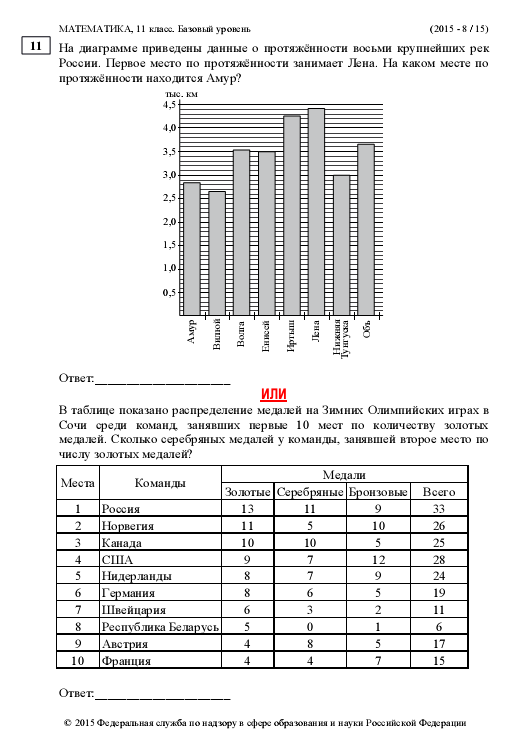 МАТЕМАТИКА, 11 класс. Базовый уровень (2015 - 8 / 15)
11
На диаграмме приведены данные о протяжённости восьми крупнейших рек
России. Первое место по протяжённости занимает Лена. На каком месте по
протяжённости находится Амур?
тыс. км
4,5
4,0
3,5
3,0
2,5
2,0
1,5
1,0
0,5
Амур
Вилюй
Волга
Енисей
Иртыш
Лена
Нижняя
Тунгуска
Обь
Ответ:_____________________
ИЛИ
В таблице показано распределение медалей на Зимних Олимпийских играх в
Сочи среди команд, занявших первые 10 мест по количеству золотых
медалей. Сколько серебряных медалей у команды, занявшей второе место по
числу золотых медалей?
Места Команды Медали
Золотые Серебряные Бронзовые Всего
1 Россия 13 11 9 33
2 Норвегия 11 5 10 26
3 Канада 10 10 5 25
4 США 9 7 12 28
5 Нидерланды 8 7 9 24
6 Германия 8 6 5 19
7 Швейцария 6 3 2 11
8 Республика Беларусь 5 0 1 6
9 Австрия 4 8 5 17
10 Франция 4 4 7 15
Ответ:_____________________
© 2015 Федеральная служба по надзору в сфере образования и науки Российской Федерации